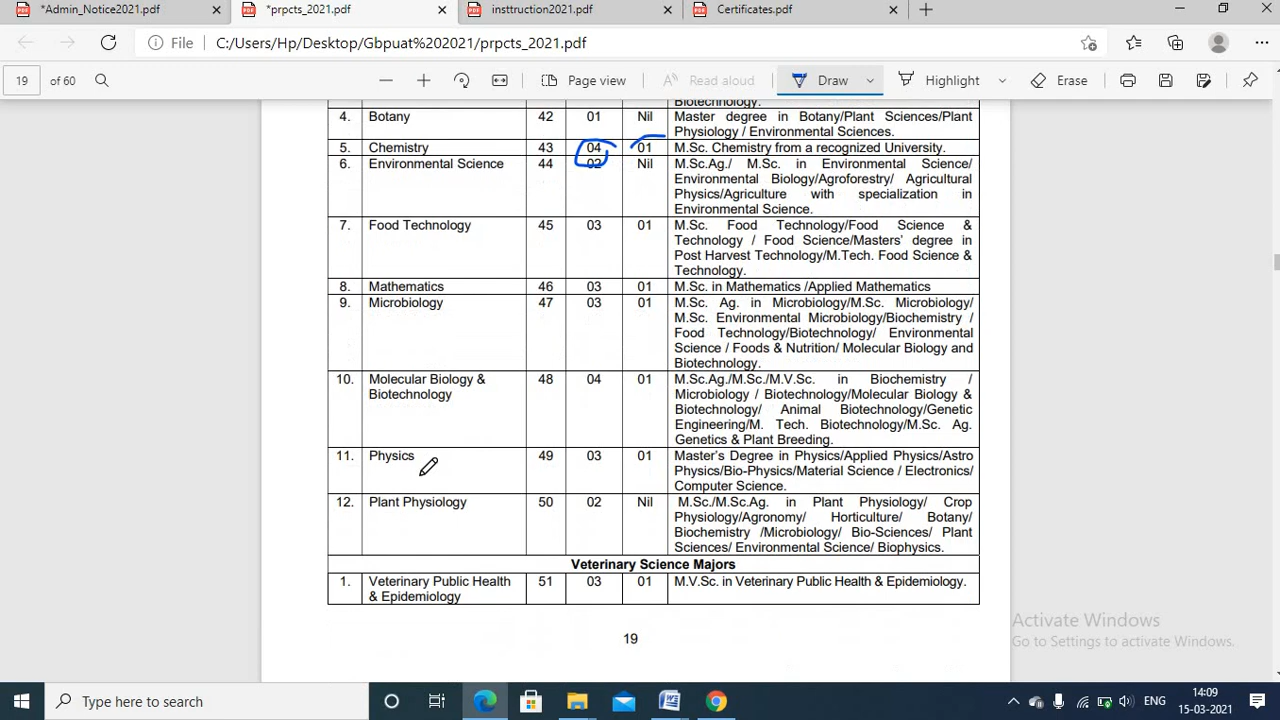 *Admin_Notice2021.pdf
*prpcts_2021.pdf
insttruction2021.pdf
Certificates.pdf
File C:/Users/Hp/Desktop/Gbpuat%202021/prpcts_2021.pdf
19 of 60 Page view Read aloud Draw Highlight Erase
Biotechnology.
4. Botany 42 01 Nil Master degree in Botany/Plant Sciences/Plant
Physiology / Environmental Sciences.
5. Chemistry 43 04 01 M.Sc. Chemistry from a recognized University.
6. Environmental Science 44 02 Nil M.Sc.Ag./ M.Sc. in Environmental Science/
Environmental Biology/Agroforestry/ Agricultural
Physics/Agriculture with specialization in
Environmental Science.
7. Food Technology 45 03 01 M.Sc. Food Technology/Food Science &
Technology / Food Science/Masters' degree in
Post Harvest Technology/M.Tech. Food Science &
Technology.
8. Mathematics 46 03 01 M.Sc. in Mathematics /Applied Mathematics
9. Microbiology 47 03 01 M.Sc. Ag. in Microbiology/M.Sc. Microbiology/
M.Sc. Environmental Microbiology/Biochemistry /
Food Technology/Biotechnology/ Environmental
Science / Foods & Nutrition/ Molecular Biology and
Biotechnology.
10. Molecular Biology & 48 04 01 M.Sc.Ag./M.Sc./M.V.Sc. in Biochemistry /
Biotechnology Microbiology / Biotechnology/Molecular Biology &
Biotechnology/ Animal Biotechnology/Genetic
Engineering/M. Tech. Biotechnology/M.Sc. Ag.
Genetics & Plant Breeding.
11. Physics 49 03 01 Master's Degree in Physics/Applied Physics/Astro
Physics/Bio-Physics/Material Science / Electronics/
Computer Science.
12. Plant Physiology 50 02 Nil M.Sc./M.Sc.Ag. in Plant Physiology/ Crop
Physiology/Agronomy/ Horticulture/ Botany/
Biochemistry /Microbiology/ Bio-Sciences/ Plant
Sciences/ Environmental Science/ Biophysics.
Veterinary Science Majors
1. Veterinary Public Health 51 03 01 M.V.Sc. in Veterinary Public Health & Epidemiology.
& Epidemiology
19
Activate Windows
Go to Settings to activate Windows.
Type here to search
ENG
14:09
15-03-2021